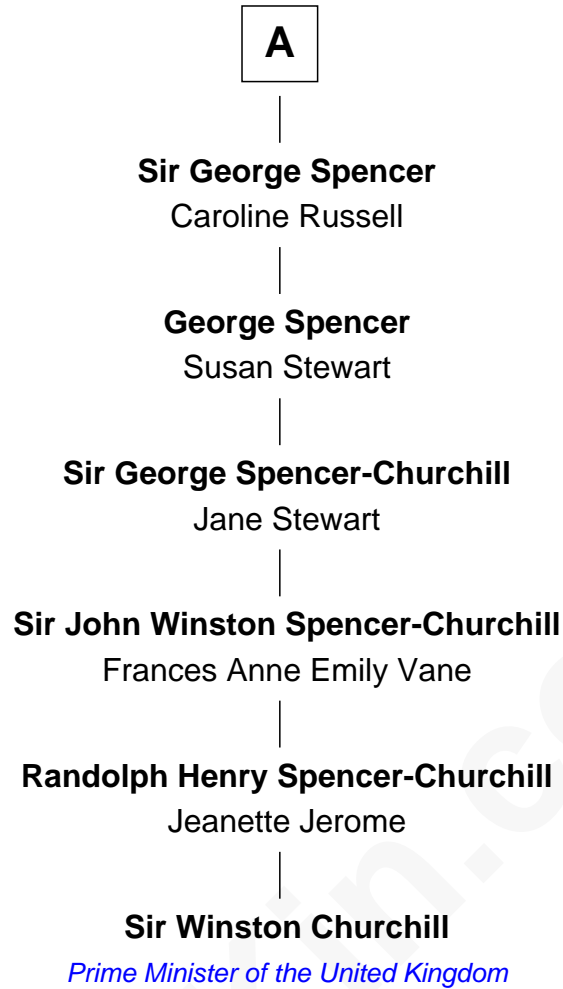 A
Sir George Spencer
Caroline Russell
George Spencer
Susan Stewart
Sir George Spencer-Churchill
Jane Stewart
Sir John Winston Spencer-Churchill
Frances Anne Emily Vane
Randolph Henry Spencer-Churchill
Jeanette Jerome
Sir Winston Churchill
Prime Minister of the United Kingdom